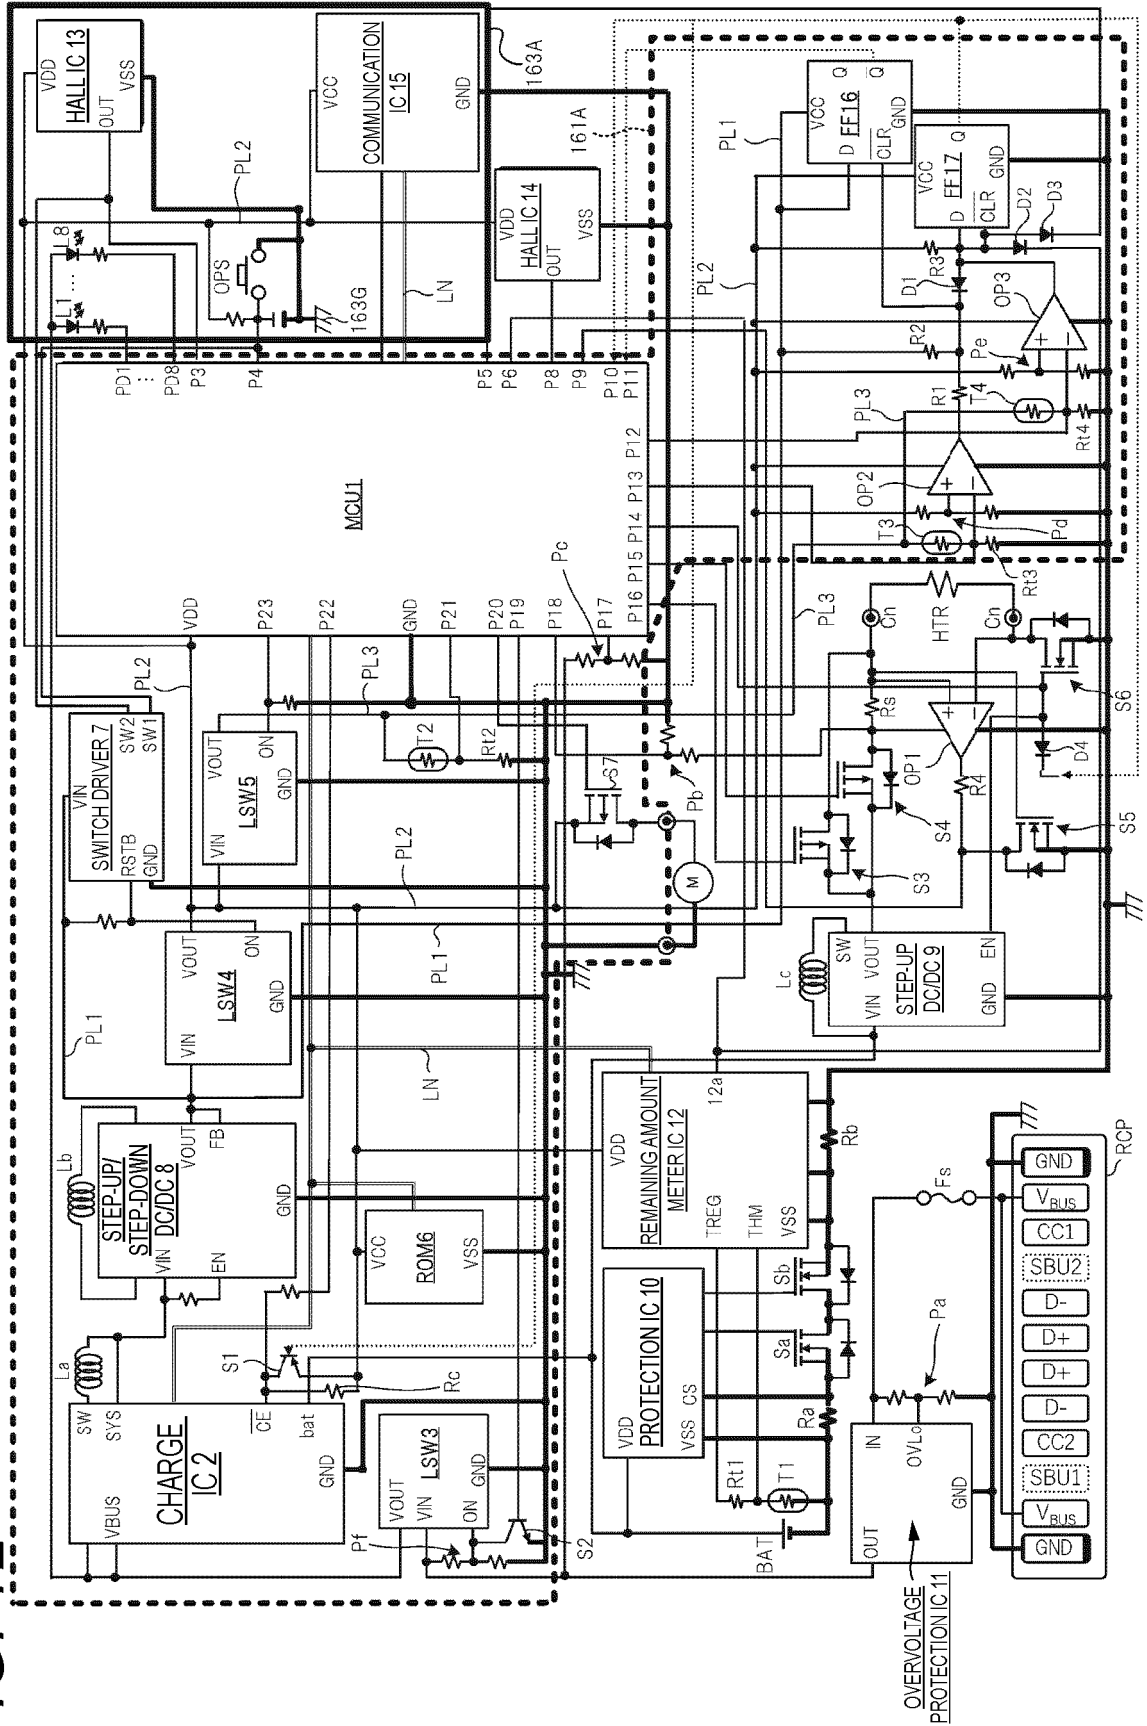 HALL IC 13
VDD
VSS
OUT
PL2
L8
L1 ...
OPS
163G
COMMUNICATION
IC 15
VCC
GND
LN
163A
161A
HALL IC 14
VDD
VSS
OUT
MCU1
PD1
PD8
P3
P4
P5
P6
P8
P9
P10
P11
P12
P13
P14
P15
P16
P17
P18
P19
P20
P21
GND
P22
P23
VDD
Pc
PL3
PL2
SWITCH DRIVER 7
VIN
SW2
SW1
RSTB
GND
LSW5
VOUT
ON
GND
VIN
T2
Rt2
S7
Pb
M
LSW4
VOUT
ON
GND
VIN
PL1
PL2
PL1
LN
STEP-UP/
STEP-DOWN
DC/DC 8
Lb
VOUT
FB
GND
VIN
EN
ROM6
VCC
VSS
CHARGE
IC 2
La
SW
SYS
VBUS
CE
bat
GND
S1
Rc
LSW3
VOUT
VIN
ON
GND
Pf
S2
FF16
VCC
D
Q
Q
CLR
GND
FF17
VCC
D
Q
CLR
GND
PL1
PL2
R3
D1
D2
D3
R2
OP3
Pe
R1
T4
Rt4
PL3
OP2
T3
Pd
Rt3
PL3
Cn
HTR
Cn
Rs
OP1
S6
D4
R4
S4
S3
S5
STEP-UP
DC/DC 9
Lc
SW
VOUT
VIN
EN
GND
REMAINING AMOUNT
METER IC 12
12a
VDD
TREG
THM
VSS
Rb
PROTECTION IC 10
VDD
VSS
CS
Sb
Sa
Ra
Rt1
T1
BAT
OVERVOLTAGE
PROTECTION IC 11
OUT
IN
OVLo
GND
Pa
Fs
RCP
GND
VBUS
CC1
SBU2
D-
D+
D+
D-
CC2
SBU1
VBUS
GND